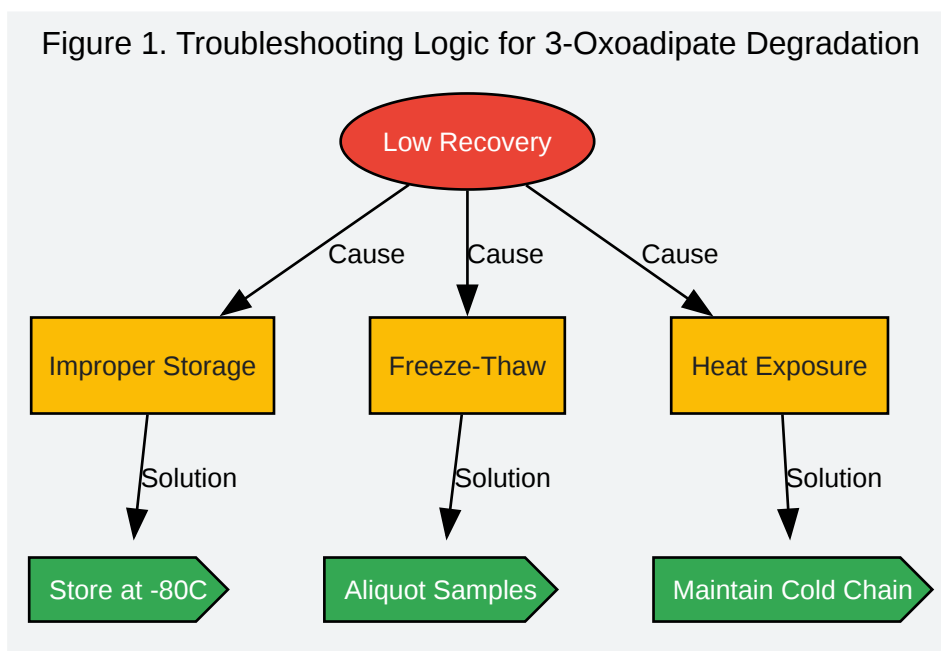 Figure 1. Troubleshooting Logic for 3-Oxoadipate Degradation
Low Recovery
Cause
Cause
Cause
Improper Storage
Freeze-Thaw
Heat Exposure
Solution
Solution
Solution
Store at -80C
Aliquot Samples
Maintain Cold Chain